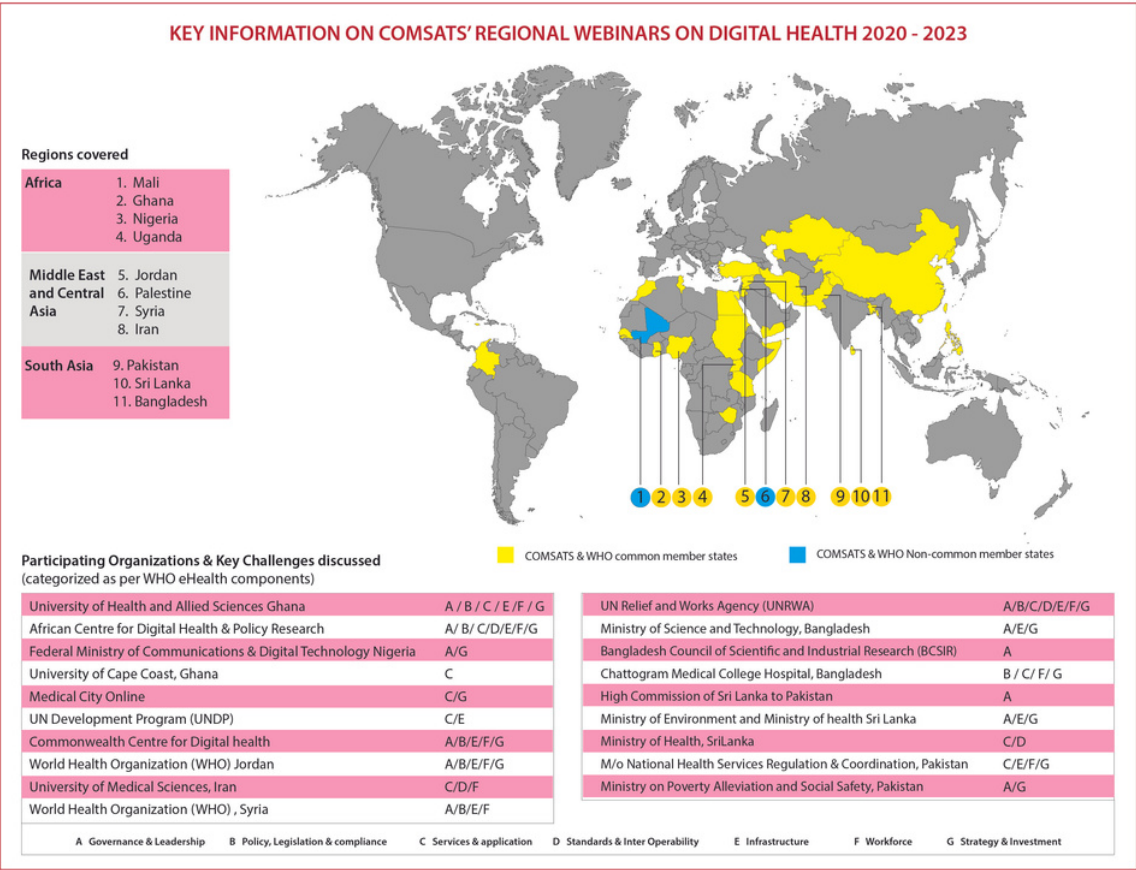 KEY INFORMATION ON COMSATS' REGIONAL WEBINARS ON DIGITAL HEALTH 2020 - 2023
Regions covered
Africa 1. Mali
2. Ghana
3. Nigeria
4. Uganda
Middle East 5. Jordan
and Central 6. Palestine
Asia 7. Syria
8. Iran
South Asia 9. Pakistan
10. Sri Lanka
11. Bangladesh
1 2 3 4 5 6 7 8 9 10 11
COMSATS & WHO common member states
COMSATS & WHO Non-common member states
Participating Organizations & Key Challenges discussed
(categorized as per WHO eHealth components)
University of Health and Allied Sciences Ghana A / B / C / E /F / G
African Centre for Digital Health & Policy Research A/ B/ C/D/E/F/G
Federal Ministry of Communications & Digital Technology Nigeria A/G
University of Cape Coast, Ghana C
Medical City Online C/G
UN Development Program (UNDP) C/E
Commonwealth Centre for Digital health A/B/E/F/G
World Health Organization (WHO) Jordan A/B/E/F/G
University of Medical Sciences, Iran C/D/F
World Health Organization (WHO) , Syria A/B/E/F
UN Relief and Works Agency (UNRWA) A/B/C/D/E/F/G
Ministry of Science and Technology, Bangladesh A/E/G
Bangladesh Council of Scientific and Industrial Research (BCSIR) A
Chattogram Medical College Hospital, Bangladesh B / C/ F/ G
High Commission of Sri Lanka to Pakistan A
Ministry of Environment and Ministry of health Sri Lanka A/E/G
Ministry of Health, SriLanka C/D
M/o National Health Services Regulation & Coordination, Pakistan C/E/F/G
Ministry on Poverty Alleviation and Social Safety, Pakistan A/G
A Governance & Leadership B Policy, Legislation & compliance C Services & application D Standards & Inter Operability E Infrastructure F Workforce G Strategy & Investment